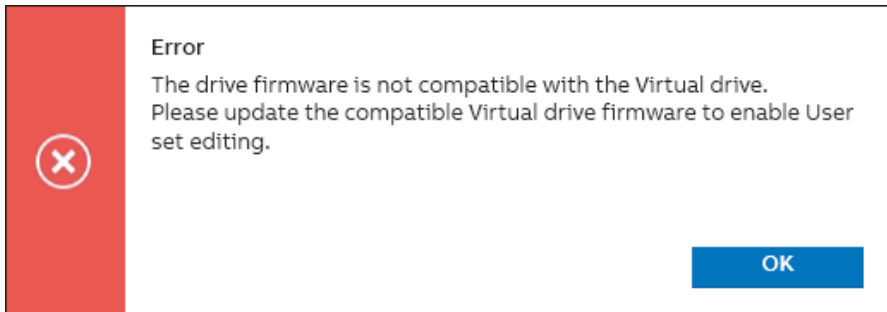 Error
The drive firmware is not compatible with the Virtual drive.
Please update the compatible Virtual drive firmware to enable User
set editing.
OK